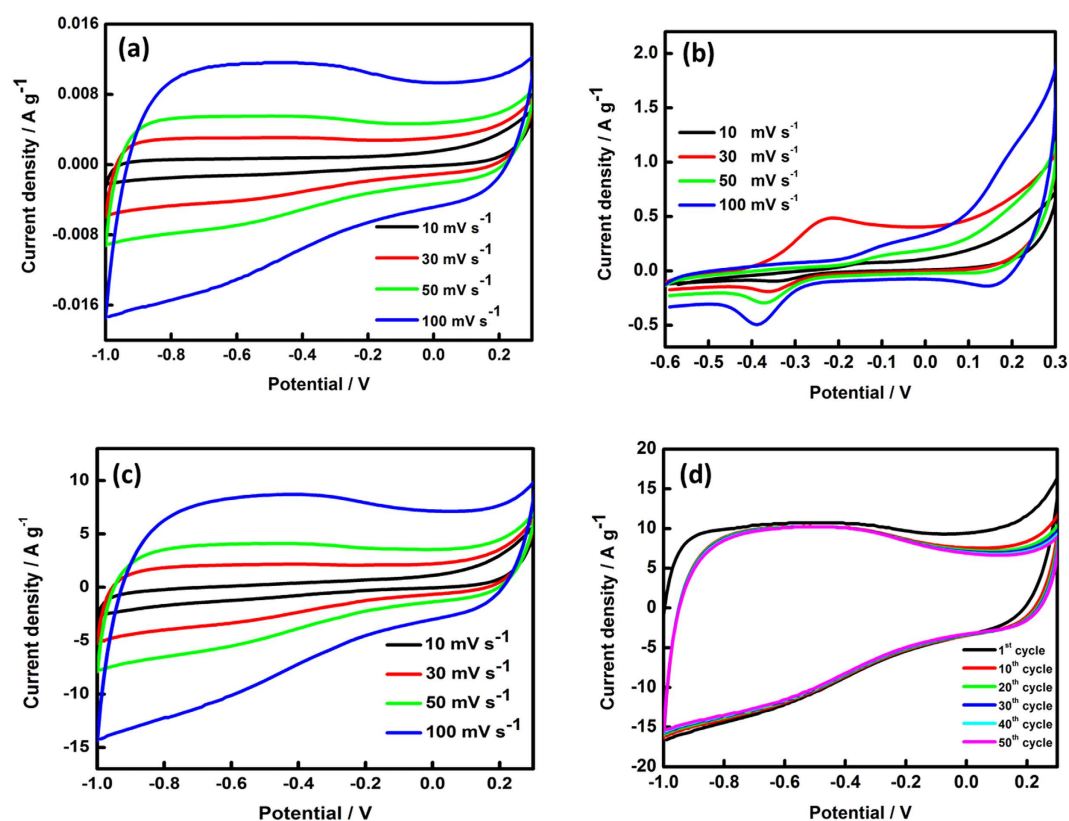 (a)
0.016
0.008
0.000
-0.008
-0.016
Current density / A g⁻¹
10 mV s⁻¹
30 mV s⁻¹
50 mV s⁻¹
100 mV s⁻¹
-1.0 -0.8 -0.6 -0.4 -0.2 0.0 0.2
Potential / V
(b)
2.0
1.5
1.0
0.5
0.0
-0.5
Current density / A g⁻¹
10 mV s⁻¹
30 mV s⁻¹
50 mV s⁻¹
100 mV s⁻¹
-0.6 -0.5 -0.4 -0.3 -0.2 -0.1 0.0 0.1 0.2 0.3
Potential / V
(c)
10
5
0
-5
-10
-15
Current density / A g⁻¹
10 mV s⁻¹
30 mV s⁻¹
50 mV s⁻¹
100 mV s⁻¹
-1.0 -0.8 -0.6 -0.4 -0.2 0.0 0.2
Potential / V
(d)
20
15
10
5
0
-5
-10
-15
-20
Current density / A g⁻¹
1ˢᵗ cycle
10ᵗʰ cycle
20ᵗʰ cycle
30ᵗʰ cycle
40ᵗʰ cycle
50ᵗʰ cycle
-1.0 -0.8 -0.6 -0.4 -0.2 0.0 0.2
Potential / V